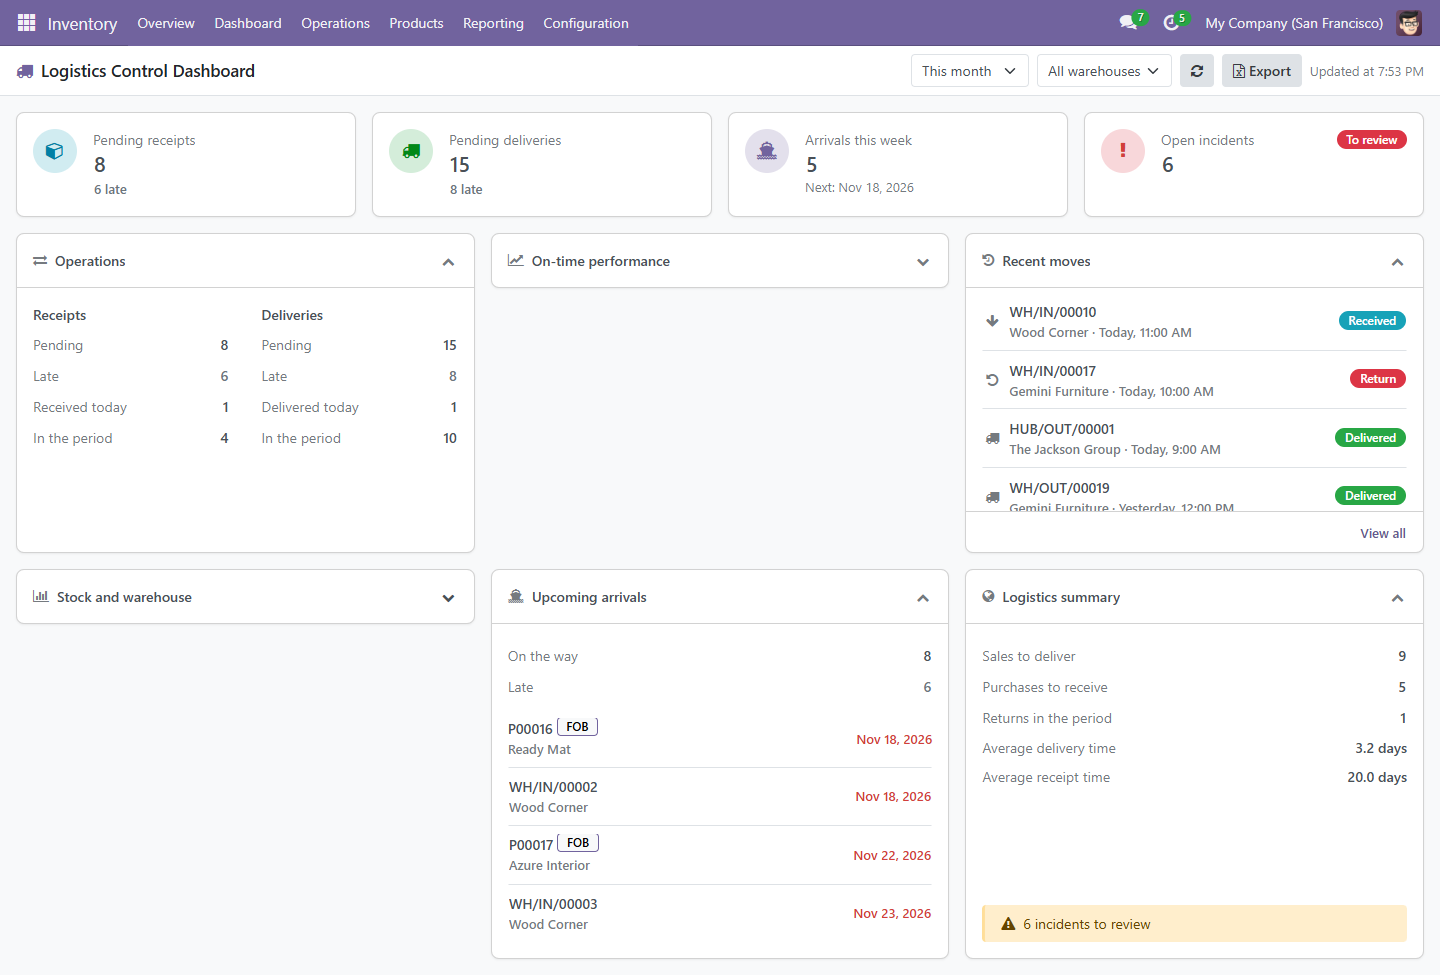 Inventory Overview Dashboard Operations Products Reporting Configuration 7 5 My Company (San Francisco)
Logistics Control Dashboard This month All warehouses Export Updated at 7:53 PM
Pending receipts
8
6 late
Pending deliveries
15
8 late
Arrivals this week
5
Next: Nov 18, 2026
Open incidents
6
To review
Operations
Receipts Deliveries
Pending 8 Pending 15
Late 6 Late 8
Received today 1 Delivered today 1
In the period 4 In the period 10
On-time performance
Recent moves
WH/IN/00010
Wood Corner · Today, 11:00 AM
Received
WH/IN/00017
Gemini Furniture · Today, 10:00 AM
Return
HUB/OUT/00001
The Jackson Group · Today, 9:00 AM
Delivered
WH/OUT/00019
Gemini Furniture · Yesterday, 12:00 PM
Delivered
View all
Stock and warehouse
Upcoming arrivals
On the way 8
Late 6
P00016 FOB
Ready Mat
Nov 18, 2026
WH/IN/00002
Wood Corner
Nov 18, 2026
P00017 FOB
Azure Interior
Nov 22, 2026
WH/IN/00003
Wood Corner
Nov 23, 2026
Logistics summary
Sales to deliver 9
Purchases to receive 5
Returns in the period 1
Average delivery time 3.2 days
Average receipt time 20.0 days
6 incidents to review